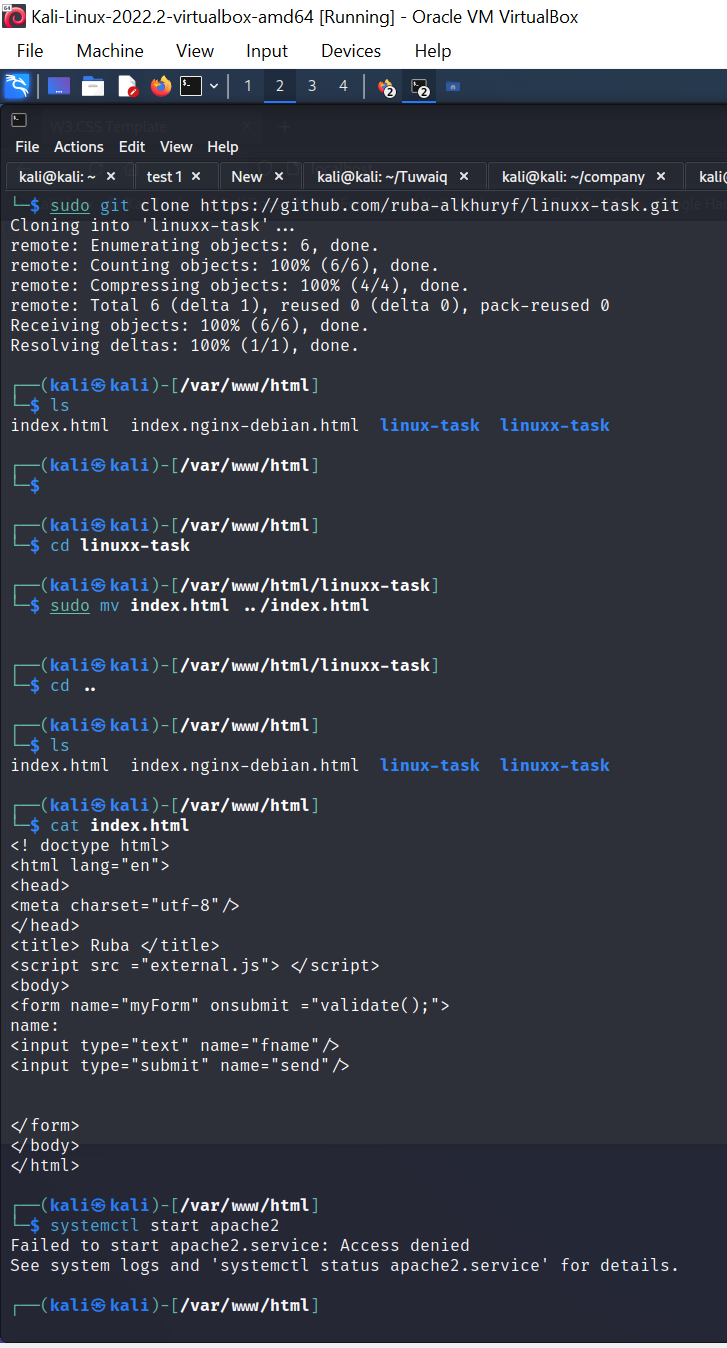 Kali-Linux-2022.2-virtualbox-amd64 [Running] - Oracle VM VirtualBox
File Machine View Input Devices Help
1 2 3 4 2 2
W3.CSS Template
File Actions Edit View Help
kali@kali: ~ × test 1 × New × kali@kali: ~/Tuwaiq × kali@kali: ~/company × kali@
└─$ sudo git clone https://github.com/ruba-alkhuryf/linuxx-task.git
Cloning into 'linuxx-task'...
remote: Enumerating objects: 6, done.
remote: Counting objects: 100% (6/6), done.
remote: Compressing objects: 100% (4/4), done.
remote: Total 6 (delta 1), reused 0 (delta 0), pack-reused 0
Receiving objects: 100% (6/6), done.
Resolving deltas: 100% (1/1), done.
┌──(kali㉿kali)-[/var/www/html]
└─$ ls
index.html index.nginx-debian.html linux-task linuxx-task
┌──(kali㉿kali)-[/var/www/html]
└─$
┌──(kali㉿kali)-[/var/www/html]
└─$ cd linuxx-task
┌──(kali㉿kali)-[/var/www/html/linuxx-task]
└─$ sudo mv index.html ../index.html
┌──(kali㉿kali)-[/var/www/html/linuxx-task]
└─$ cd ..
┌──(kali㉿kali)-[/var/www/html]
└─$ ls
index.html index.nginx-debian.html linux-task linuxx-task
┌──(kali㉿kali)-[/var/www/html]
└─$ cat index.html
<! doctype html>
<html lang="en">
<head>
<meta charset="utf-8"/>
</head>
<title> Ruba </title>
<script src ="external.js"> </script>
<body>
<form name="myForm" onsubmit ="validate();">
name:
<input type="text" name="fname"/>
<input type="submit" name="send"/>
</form>
</body>
</html>
┌──(kali㉿kali)-[/var/www/html]
└─$ systemctl start apache2
Failed to start apache2.service: Access denied
See system logs and 'systemctl status apache2.service' for details.
┌──(kali㉿kali)-[/var/www/html]